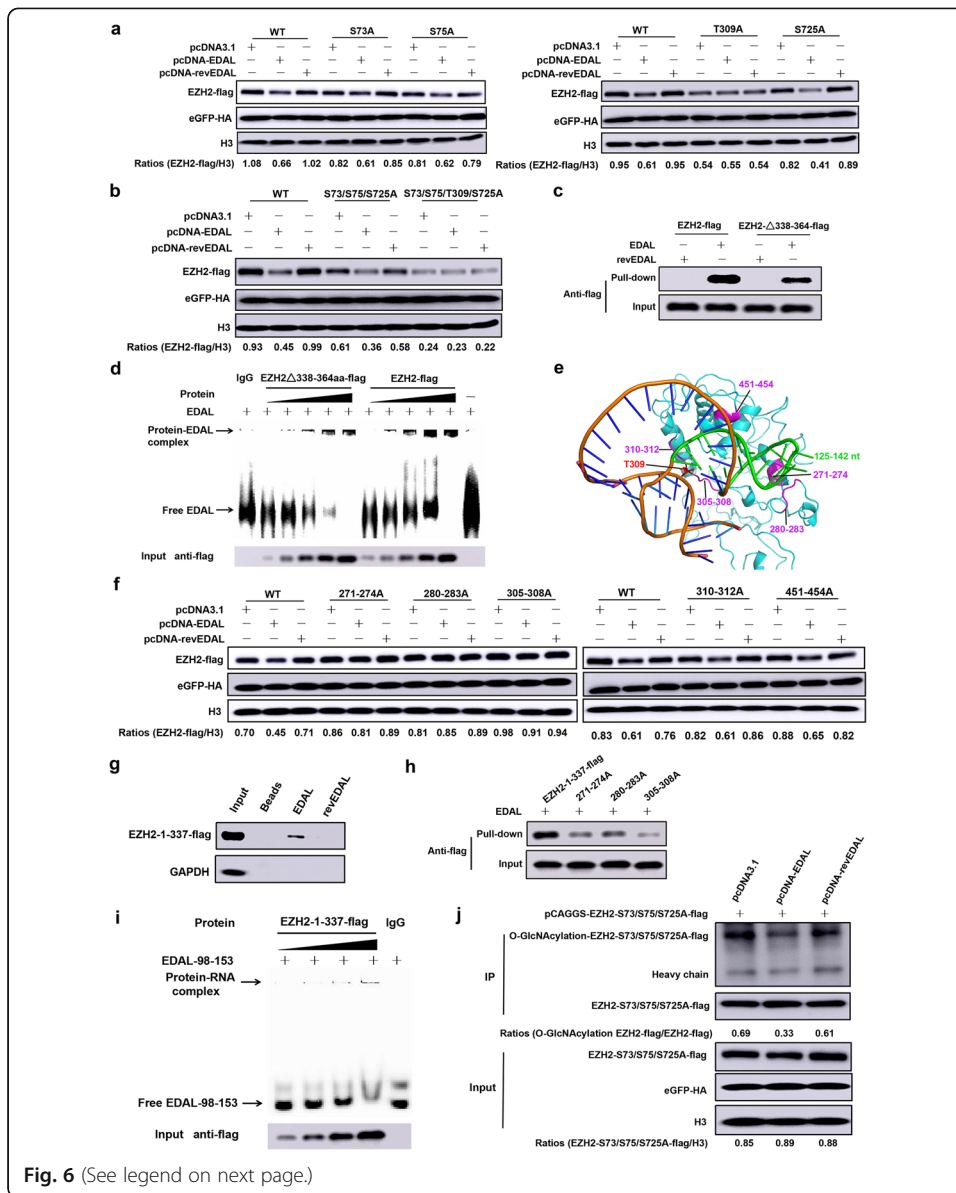 a
WT S73A S75A
pcDNA3.1 + − − + − − + − −
pcDNA-EDAL − + − − + − − + −
pcDNA-revEDAL − − + − − + − − +
EZH2-flag
eGFP-HA
H3
Ratios (EZH2-flag/H3) 1.08 0.66 1.02 0.82 0.61 0.85 0.81 0.62 0.79
WT T309A S725A
pcDNA3.1 + − − + − − + − −
pcDNA-EDAL − + − − + − − + −
pcDNA-revEDAL − − + − − + − − +
EZH2-flag
eGFP-HA
H3
Ratios (EZH2-flag/H3) 0.95 0.61 0.95 0.54 0.55 0.54 0.82 0.41 0.89
b
WT S73/S75/S725A S73/S75/T309/S725A
pcDNA3.1 + − − + − − + − −
pcDNA-EDAL − + − − + − − + −
pcDNA-revEDAL − − + − − + − − +
EZH2-flag
eGFP-HA
H3
Ratios (EZH2-flag/H3) 0.93 0.45 0.99 0.61 0.36 0.58 0.24 0.23 0.22
c
EZH2-flag EZH2-△338-364-flag
EDAL − + − +
revEDAL + − + −
Pull-down
Anti-flag
Input
d
IgG EZH2△338-364aa-flag EZH2-flag
Protein −
EDAL + + + + + + + + + + + +
Protein-EDAL
complex
Free EDAL
Input anti-flag
e
451-454
310-312
T309
125-142 nt
271-274
305-308
280-283
f
WT 271-274A 280-283A 305-308A
pcDNA3.1 + − − + − − + − − + − −
pcDNA-EDAL − + − − + − − + − − + −
pcDNA-revEDAL − − + − − + − − + − − +
EZH2-flag
eGFP-HA
H3
Ratios (EZH2-flag/H3) 0.70 0.45 0.71 0.86 0.81 0.89 0.81 0.85 0.89 0.98 0.91 0.94
WT 310-312A 451-454A
+ − − + − − + − −
− + − − + − − + −
− − + − − + − − +
0.83 0.61 0.76 0.82 0.61 0.86 0.88 0.65 0.82
g
Input Beads EDAL revEDAL
EZH2-1-337-flag
GAPDH
h
EZH2-1-337-flag 271-274A 280-283A 305-308A
EDAL + + + +
Pull-down
Anti-flag
Input
i
Protein EZH2-1-337-flag IgG
EDAL-98-153 + + + + +
Protein-RNA
complex
Free EDAL-98-153
Input anti-flag
j
pcDNA3.1 pcDNA-EDAL pcDNA-revEDAL
pCAGGS-EZH2-S73/S75/S725A-flag + + +
O-GlcNAcylation-EZH2-S73/S75/S725A-flag
IP
Heavy chain
EZH2-S73/S75/S725A-flag
Ratios (O-GlcNAcylation EZH2-flag/EZH2-flag) 0.69 0.33 0.61
EZH2-S73/S75/S725A-flag
Input
eGFP-HA
H3
Ratios (EZH2-S73/S75/S725A-flag/H3) 0.85 0.89 0.88
Fig. 6 (See legend on next page.)